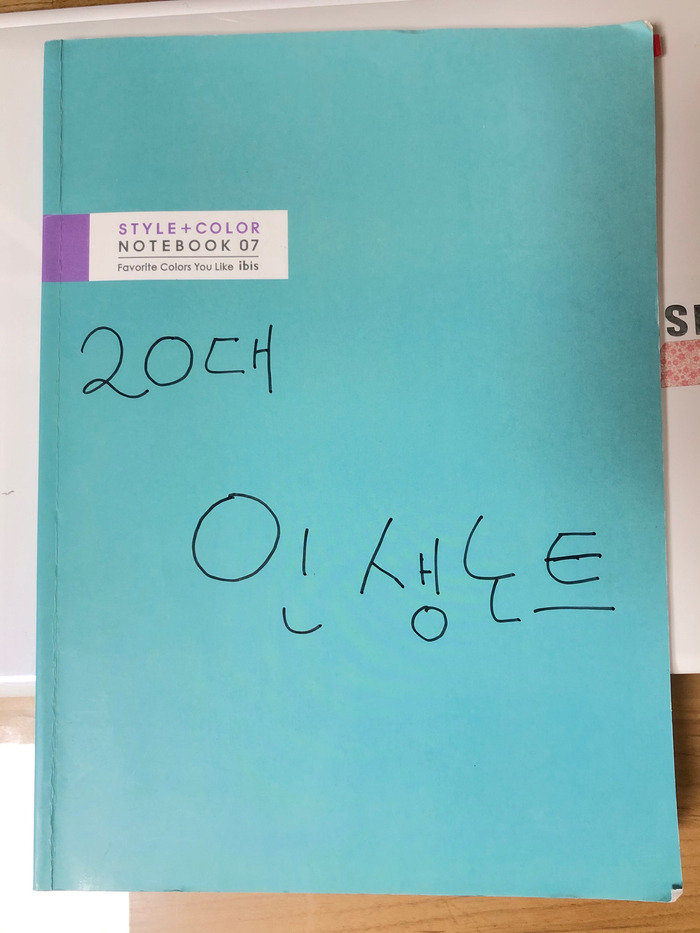 STYLE+COLOR
NOTEBOOK 07
Favorite Colors You Like ibis
20대
인생노트